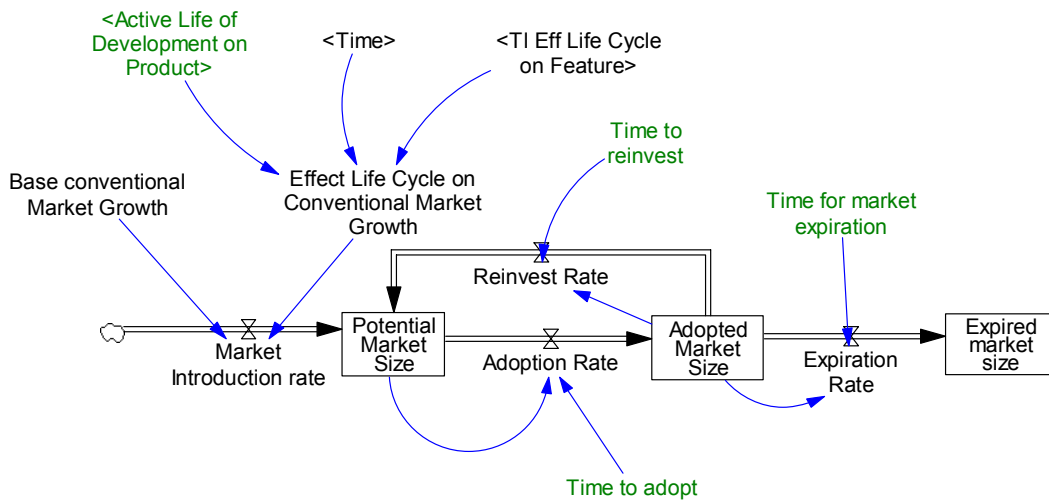 <Active Life of
Development on
Product>
<Time>
<TI Eff Life Cycle
on Feature>
Time to
reinvest
Base conventional
Market Growth
Effect Life Cycle on
Conventional Market
Growth
Time for market
expiration
Reinvest Rate
Market
Introduction rate
Potential
Market
Size
Adoption Rate
Adopted
Market
Size
Expiration
Rate
Expired
market
size
Time to adopt